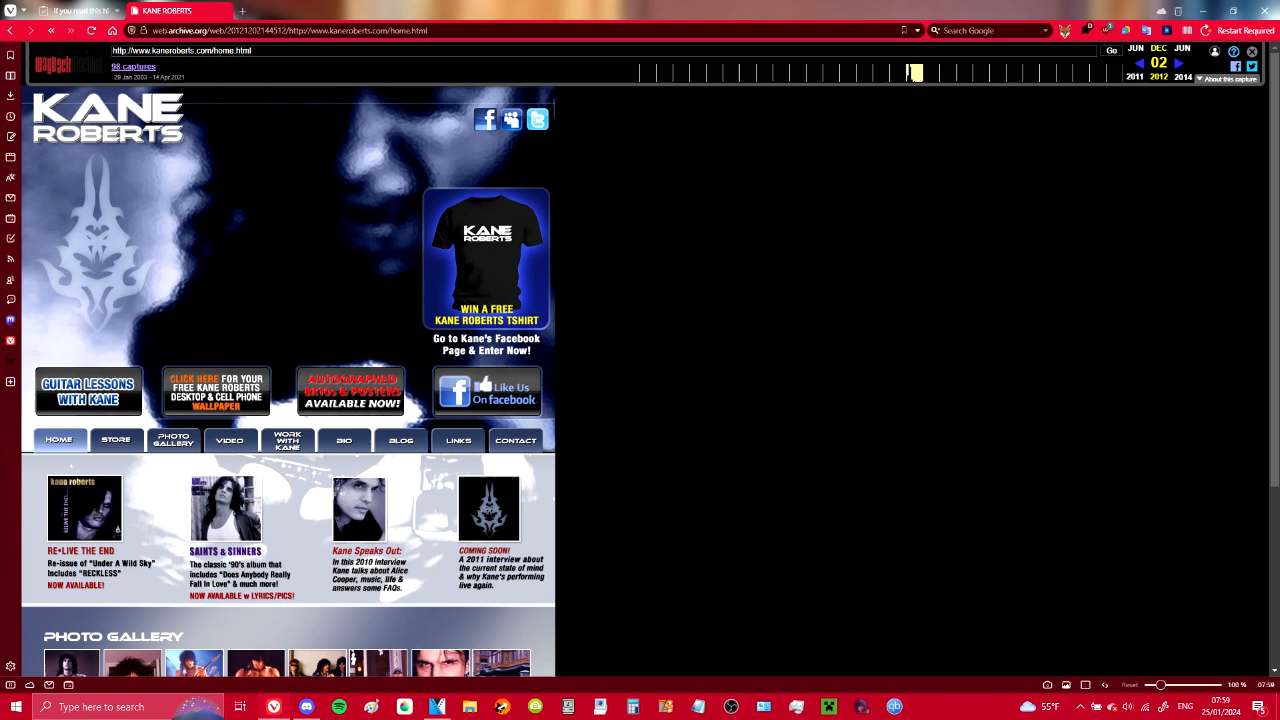 If you read this hi
KANE ROBERTS
web.archive.org/web/20121202144512/http://www.kaneroberts.com/home.html
Search Google
Restart Required
http://www.kaneroberts.com/home.html
Go
JUN DEC JUN
98 captures
02
29 Jan 2003 - 14 Apr 2021
2011 2012 2014
About this capture
KANE
ROBERTS
KANE
ROBERTS
WIN A FREE
KANE ROBERTS TSHIRT
Go to Kane's Facebook
Page & Enter Now!
GUITAR LESSONS
WITH KANE
CLICK HERE FOR YOUR
FREE KANE ROBERTS
DESKTOP & CELL PHONE
WALLPAPER
AUTOGRAPHED
8X10s & POSTERS
AVAILABLE NOW!
Like Us
On facebook.
HOME
STORE
PHOTO
GALLERY
VIDEO
WORK
WITH
KANE
BIO
BLOG
LINKS
CONTACT
kane roberts
RE•LIVE THE END
Re-issue of "Under A Wild Sky"
Includes "RECKLESS"
NOW AVAILABLE!
SAINTS & SINNERS
The classic '90's album that
includes "Does Anybody Really
Fall In Love" & much more!
NOW AVAILABLE w LYRICS/PICS!
Kane Speaks Out:
In this 2010 interview
Kane talks about Alice
Cooper, music, life &
answers some FAQs.
COMING SOON!
A 2011 interview about
the current state of mind
& why Kane's performing
live again.
PHOTO GALLERY
Reset
100 %
07:59
Type here to search
55°F
ENG
07:59
25/01/2024
5